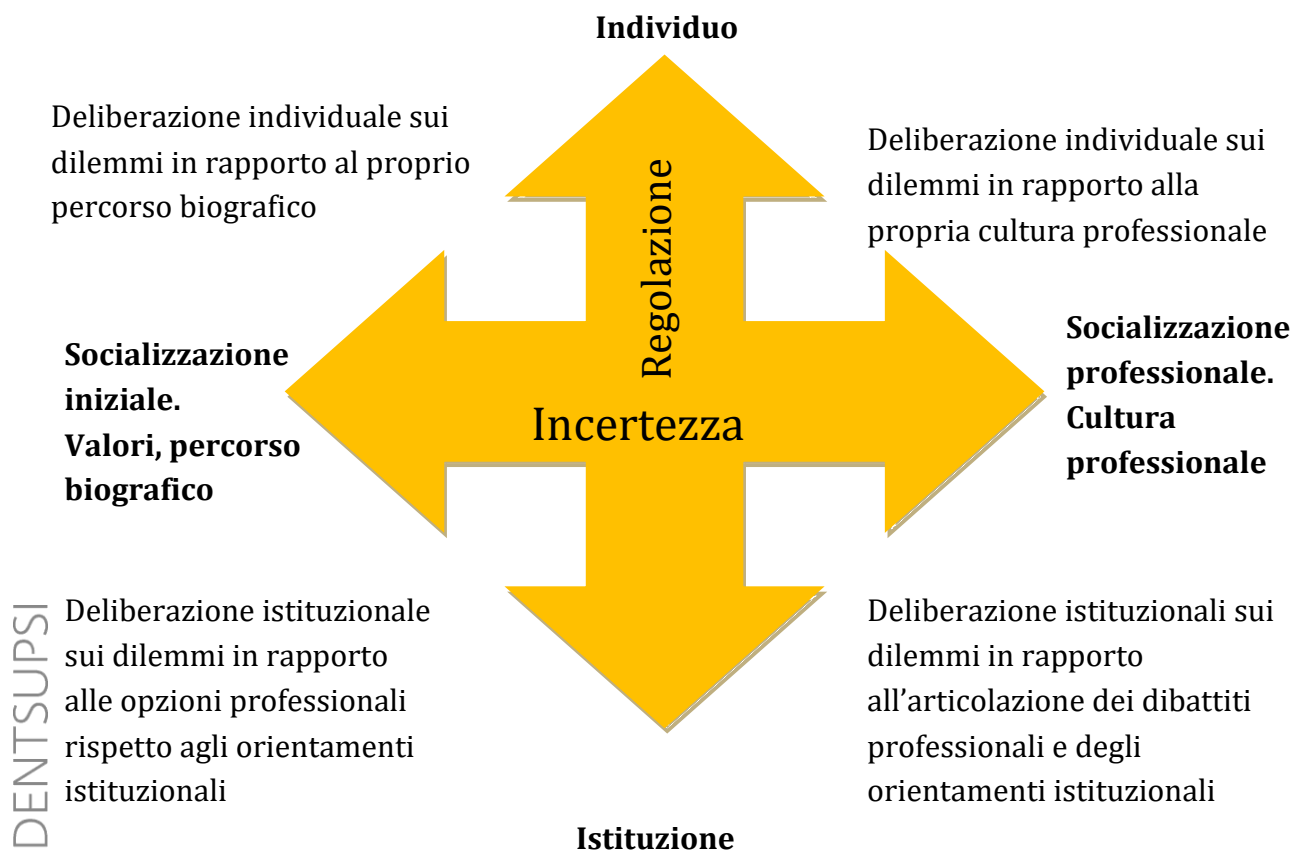 Individuo
Deliberazione individuale sui
dilemmi in rapporto al proprio
percorso biografico
Deliberazione individuale sui
dilemmi in rapporto alla
propria cultura professionale
Regolazione
Socializzazione
iniziale.
Valori, percorso
biografico
Incertezza
Socializzazione
professionale.
Cultura
professionale
Deliberazione istituzionale
sui dilemmi in rapporto
alle opzioni professionali
rispetto agli orientamenti
istituzionali
Deliberazione istituzionali sui
dilemmi in rapporto
all’articolazione dei dibattiti
professionali e degli
orientamenti istituzionali
Istituzione
DENTSUPSI